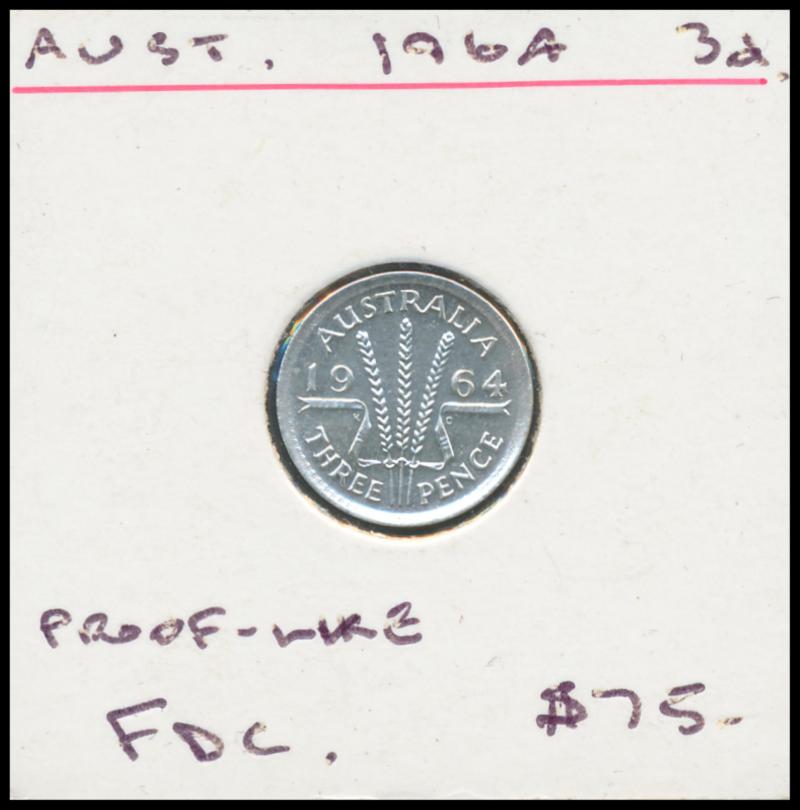 AUST. 1964 3d.
AUSTRALIA
19 64
K G
THREE PENCE
PROOF-LIKE
FDC. $75-